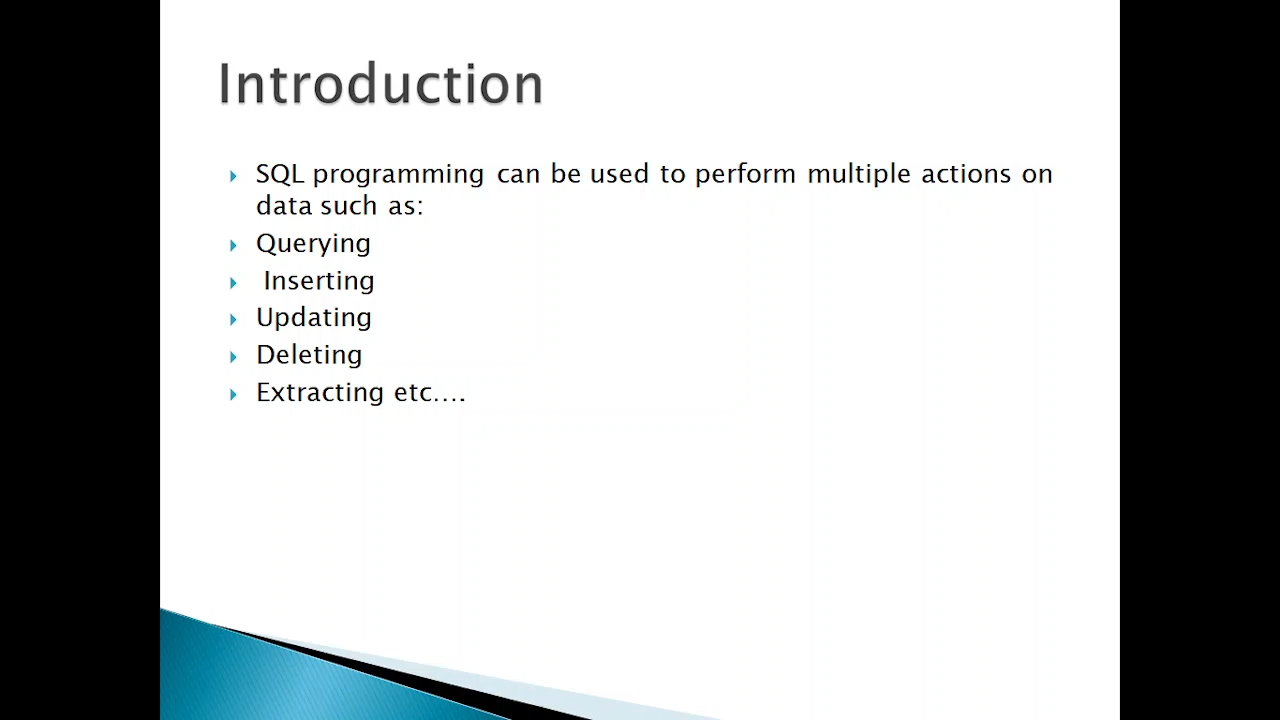 Introduction
SQL programming can be used to perform multiple actions on
data such as:
Querying
Inserting
Updating
Deleting
Extracting etc....